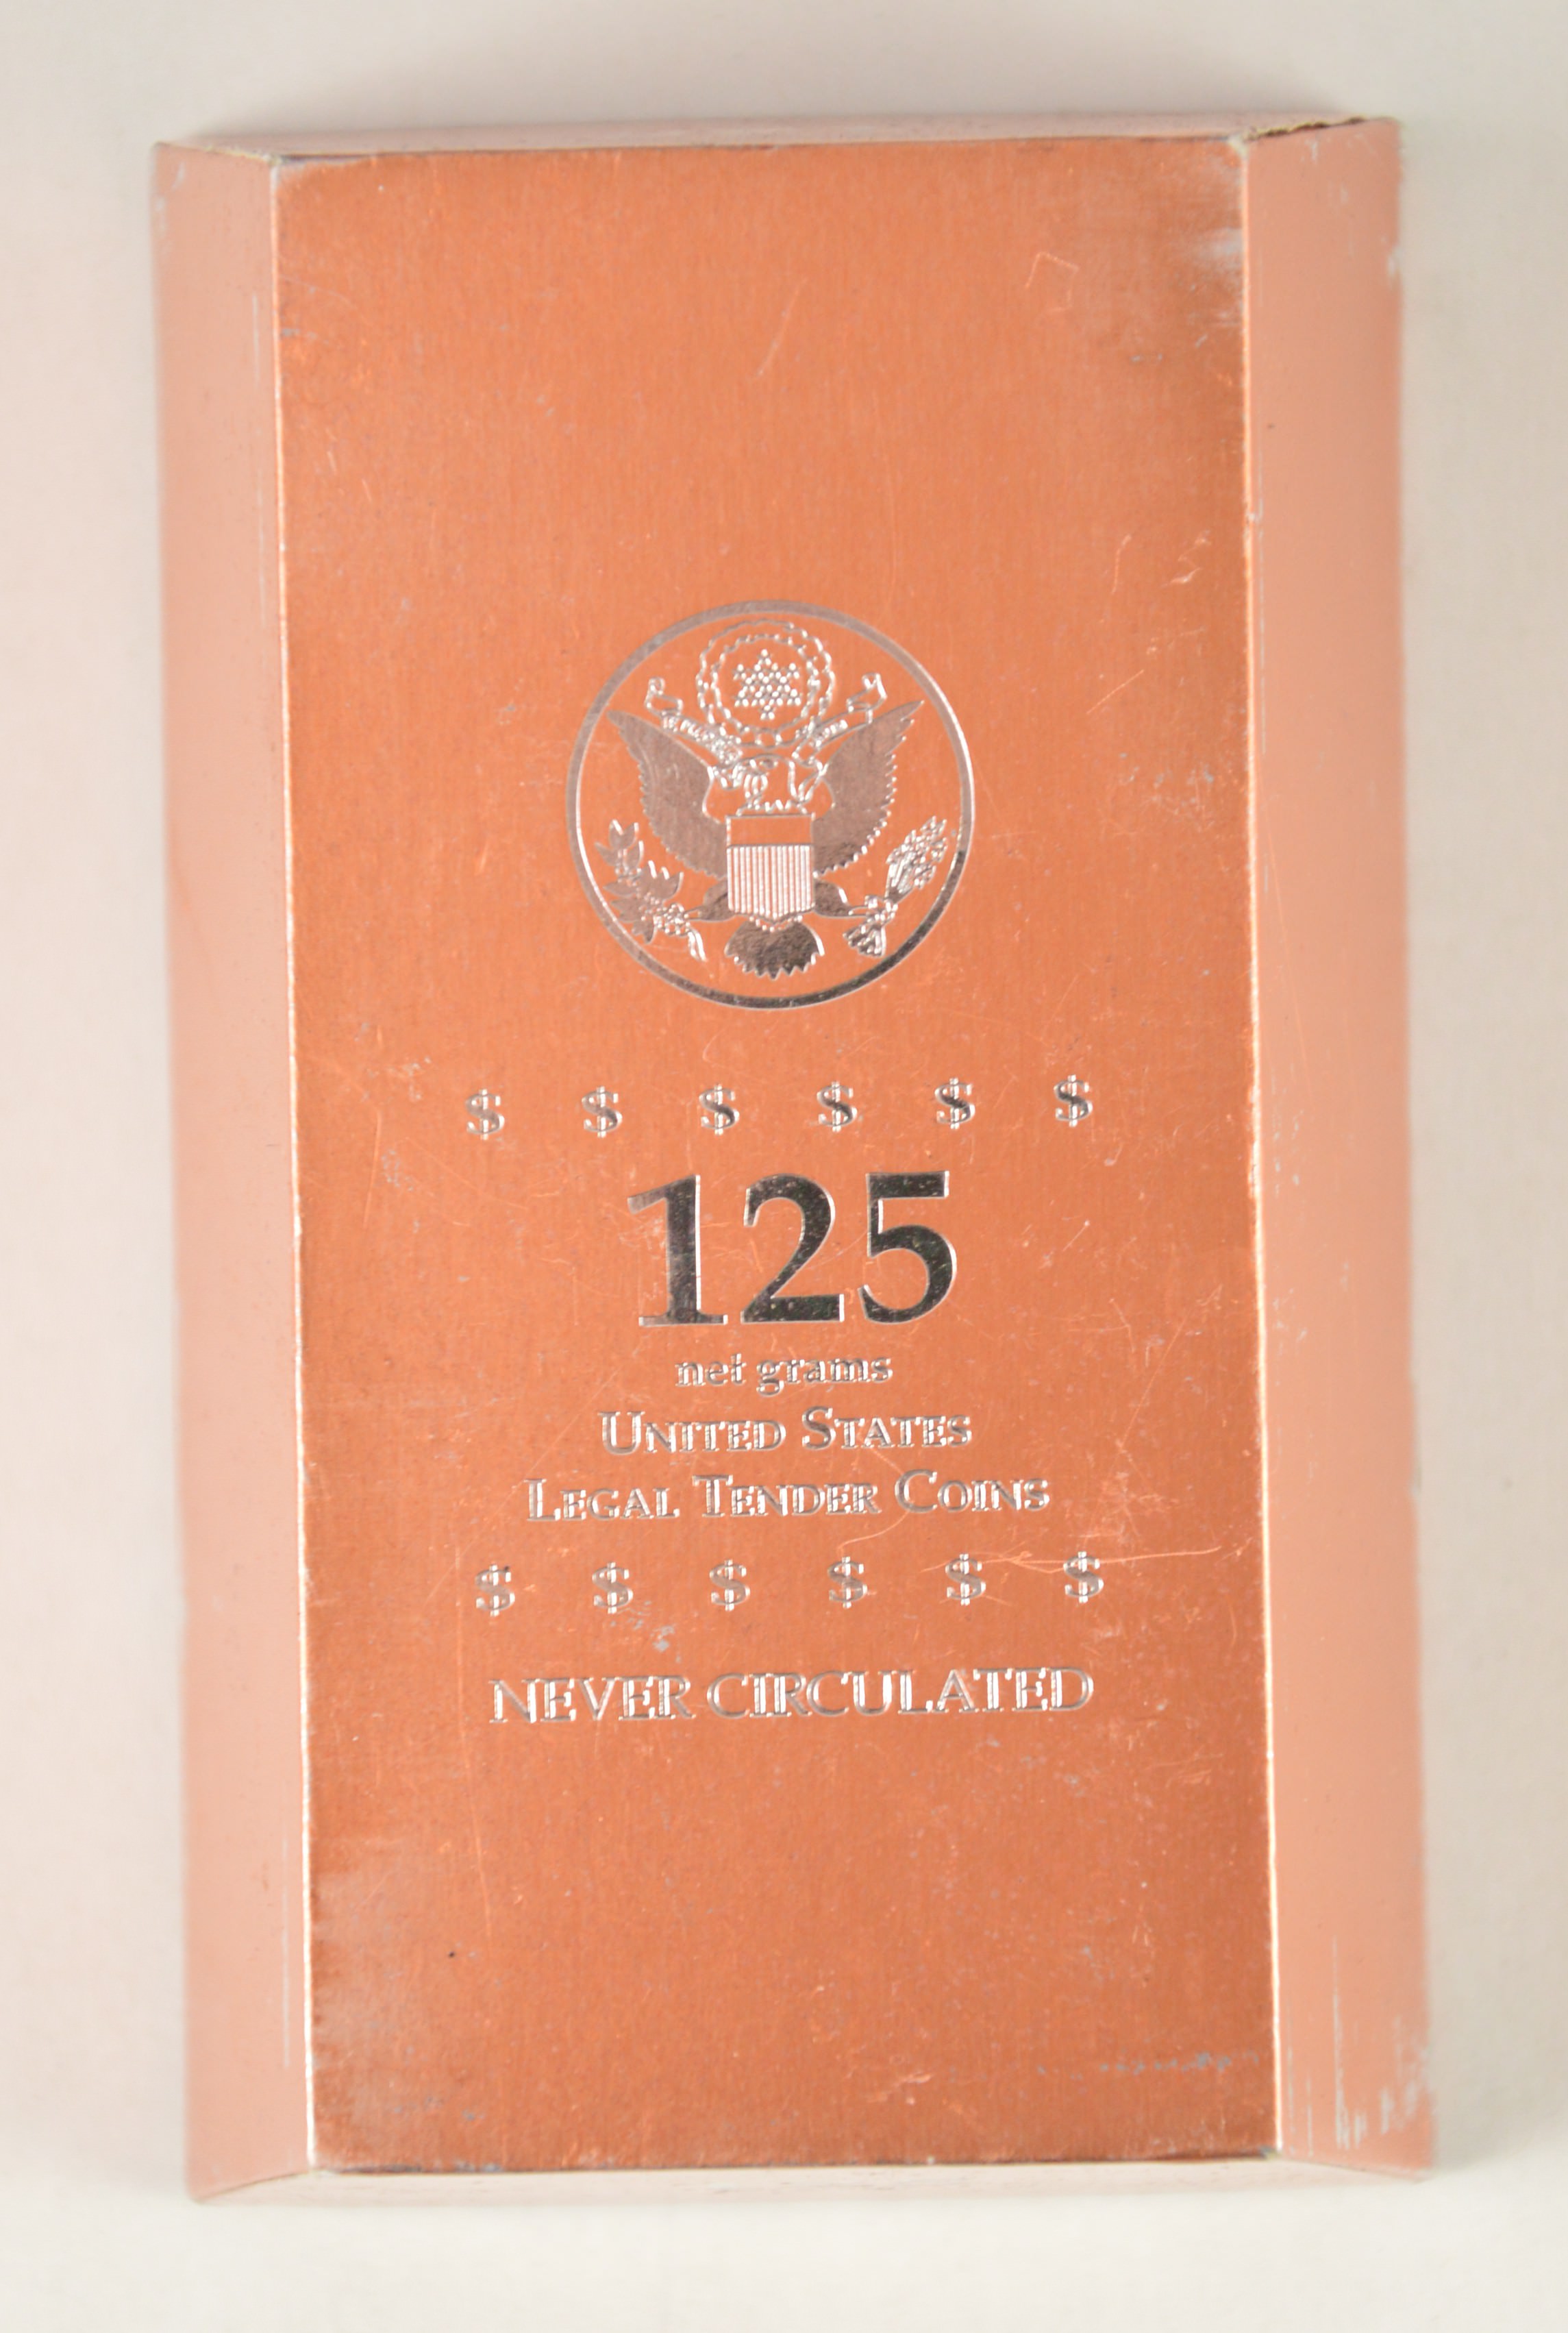 $ $ $ $ $ $
125
net grams
UNITED STATES
LEGAL TENDER COINS
$ $ $ $ $ $
NEVER CIRCULATED